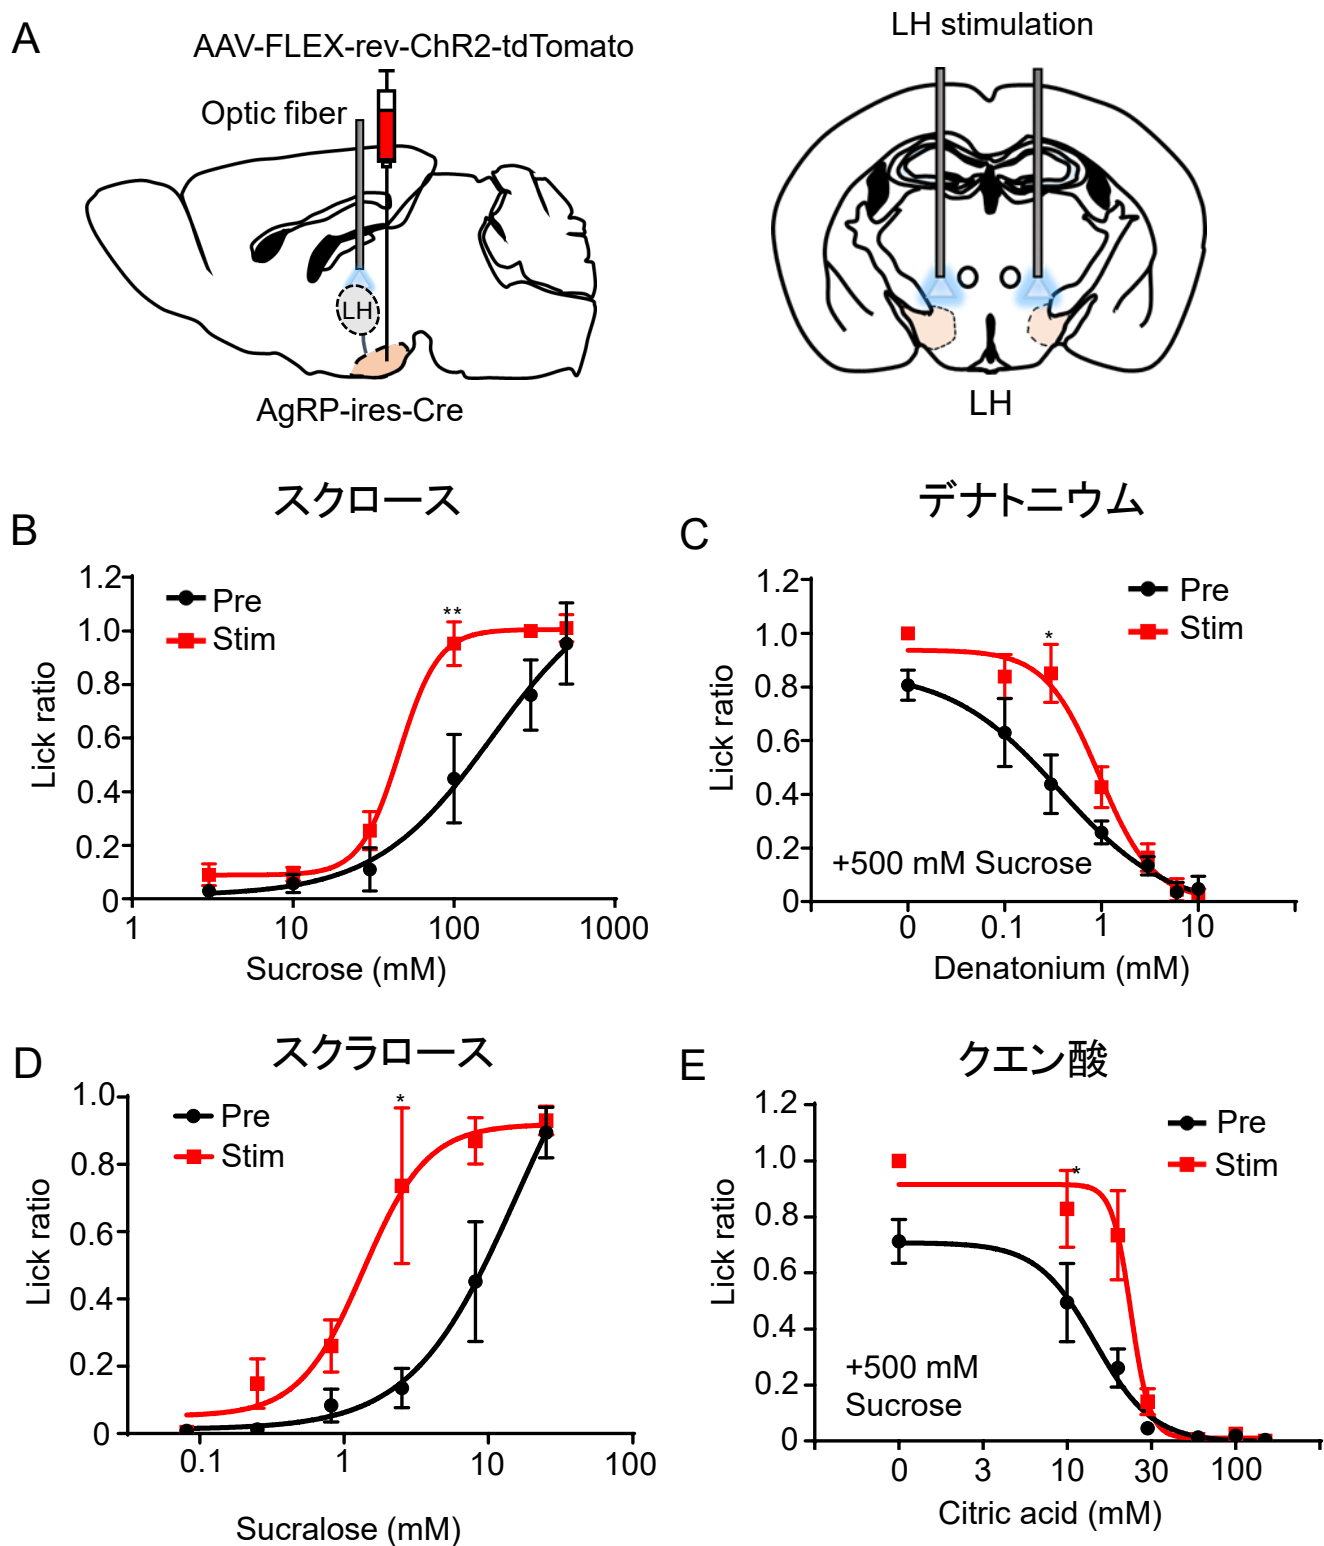 A
AAV-FLEX-rev-ChR2-tdTomato
Optic fiber
LH
AgRP-ires-Cre
LH stimulation
LH
スクロース
B
1.2
1.0
0.8
0.6
0.4
0.2
0
Lick ratio
Pre
Stim
**
1 10 100 1000
Sucrose (mM)
デナトニウム
C
1.2
1.0
0.8
0.6
0.4
0.2
0
Lick ratio
Pre
Stim
*
+500 mM Sucrose
0 0.1 1 10
Denatonium (mM)
スクラロース
D
1.0
0.8
0.6
0.4
0.2
0
Lick ratio
Pre
Stim
*
0.1 1 10 100
Sucralose (mM)
クエン酸
E
1.2
1.0
0.8
0.6
0.4
0.2
0
Lick ratio
Pre
Stim
*
+500 mM
Sucrose
0 3 10 30 100
Citric acid (mM)